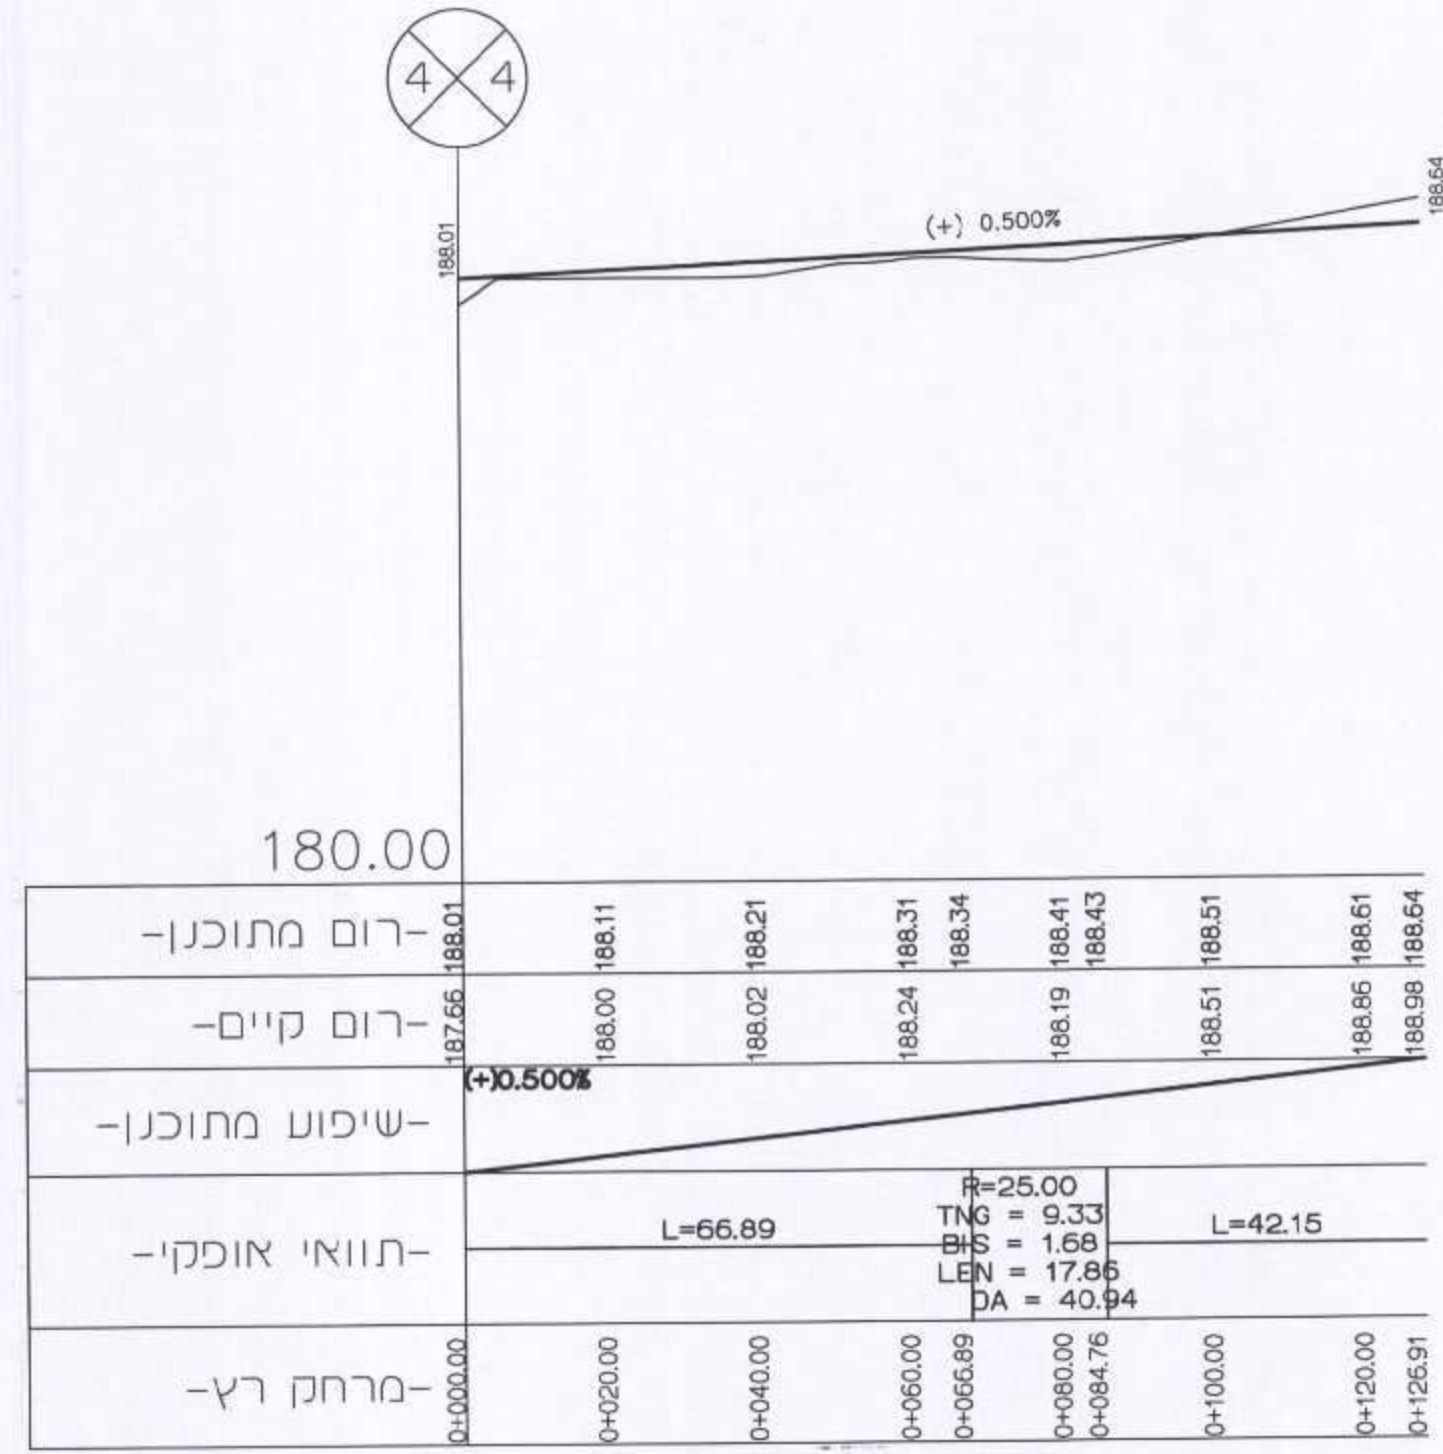 4 4
188.01
(+) 0.500%
188.64
180.00
-רום מתוכנן-
188.01 188.11 188.21 188.31 188.34 188.41 188.43 188.51 188.61 188.64
-רום קיים-
187.66 188.00 188.02 188.24 188.19 188.51 188.86 188.98
-שיפוע מתוכנן-
(+)0.500%
-תוואי אופקי-
L=66.89
R=25.00
TNG = 9.33
BIS = 1.68
LEN = 17.86
DA = 40.94
L=42.15
-מרחק רץ-
0+000.00 0+020.00 0+040.00 0+060.00 0+066.89 0+080.00 0+084.76 0+100.00 0+120.00 0+126.91